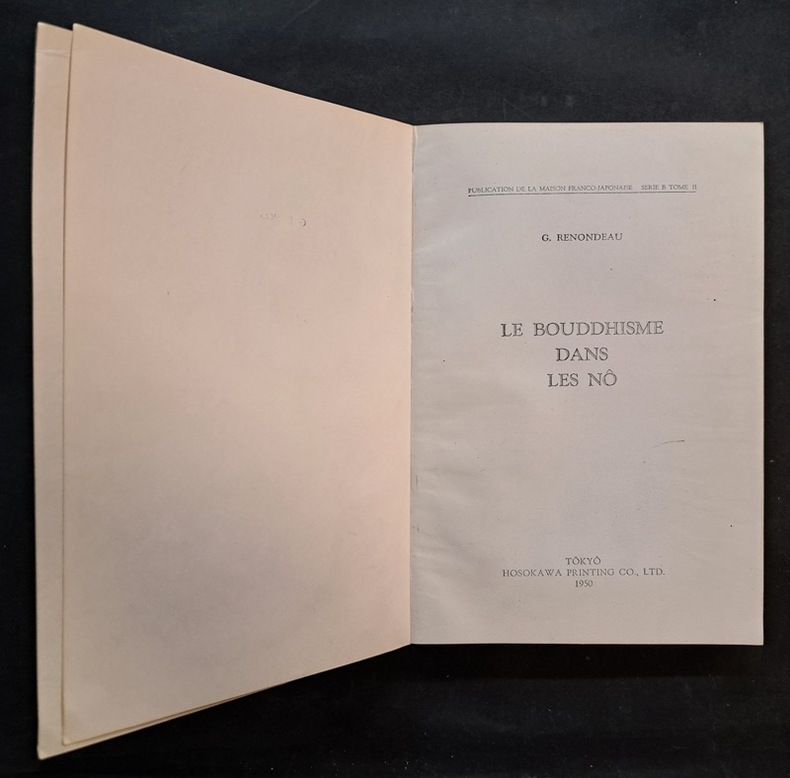 PUBLICATION DE LA MAISON FRANCO-JAPONAISE SERIE B TOME II
G. RENONDEAU
LE BOUDDHISME
DANS
LES NÔ
TÔKYÔ
HOSOKAWA PRINTING CO., LTD.
1950